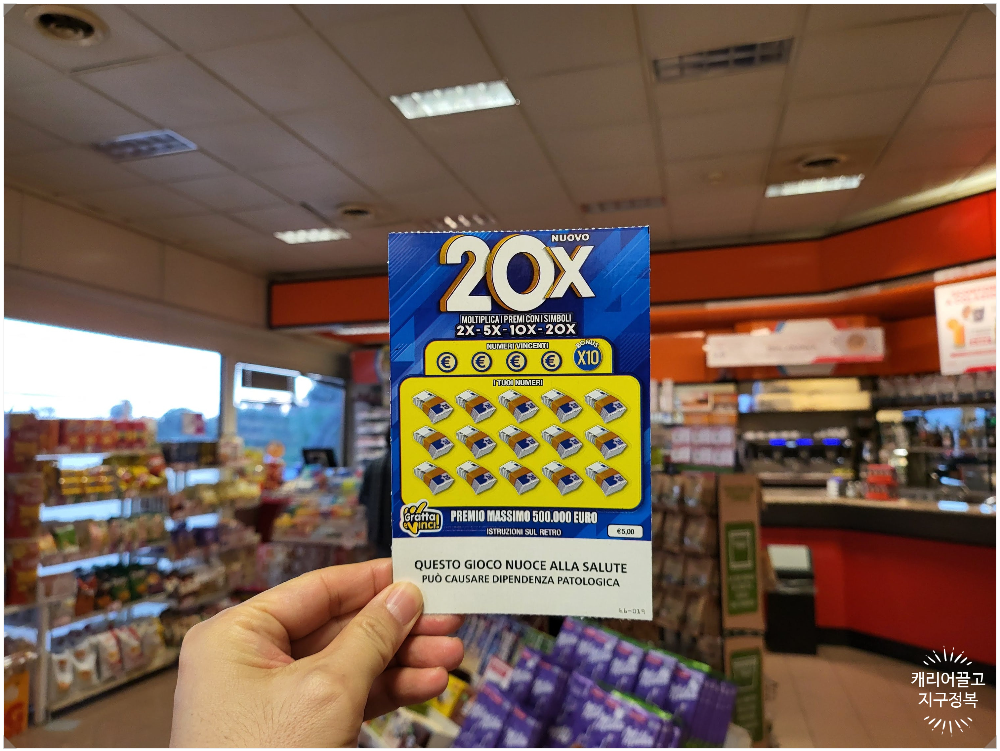 NUOVO
20X
MOLTIPLICA I PREMI CON I SIMBOLI
2X - 5X - 10X - 20X
NUMERI VINCENTI
BONUS
X10
I TUOI NUMERI
Gratta e Vinci!
PREMIO MASSIMO 500.000 EURO
ISTRUZIONI SUL RETRO
€5,00
QUESTO GIOCO NUOCE ALLA SALUTE
PUÒ CAUSARE DIPENDENZA PATOLOGICA
Milka
캐리어끌고
지구정복